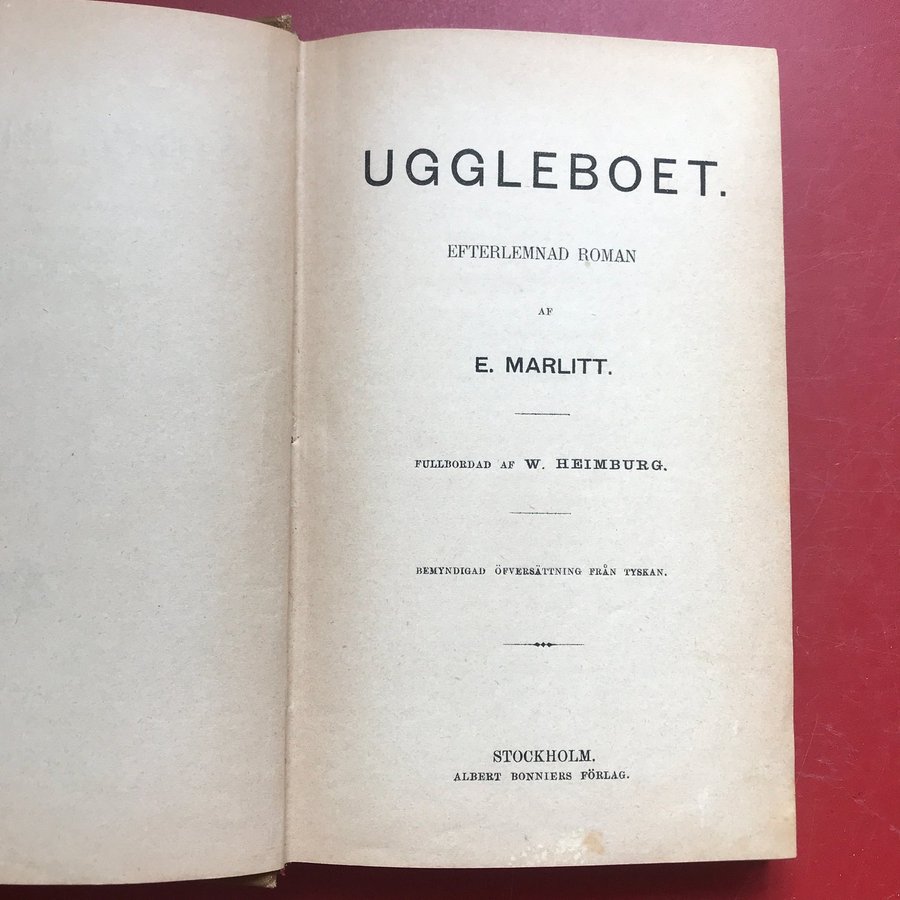 UGGLEBOET.
EFTERLEMNAD ROMAN
AF
E. MARLITT.
FULLBORDAD AF W. HEIMBURG.
BEMYNDIGAD ÖFVERSÄTTNING FRÅN TYSKAN.
STOCKHOLM.
ALBERT BONNIERS FÖRLAG.